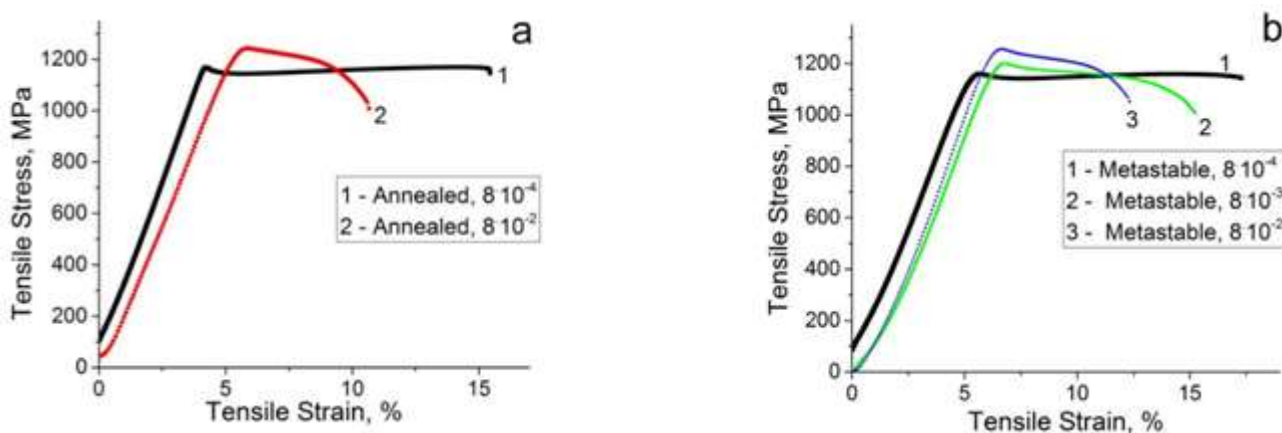 a
Tensile Stress, MPa
1200
1000
800
600
400
200
0
0
5
10
15
Tensile Strain, %
1
2
1 - Annealed, 8·10⁻⁴
2 - Annealed, 8·10⁻²
b
Tensile Stress, MPa
1200
1000
800
600
400
200
0
0
5
10
15
Tensile Strain, %
1
2
3
1 - Metastable, 8·10⁻⁴
2 - Metastable, 8·10⁻³
3 - Metastable, 8·10⁻²